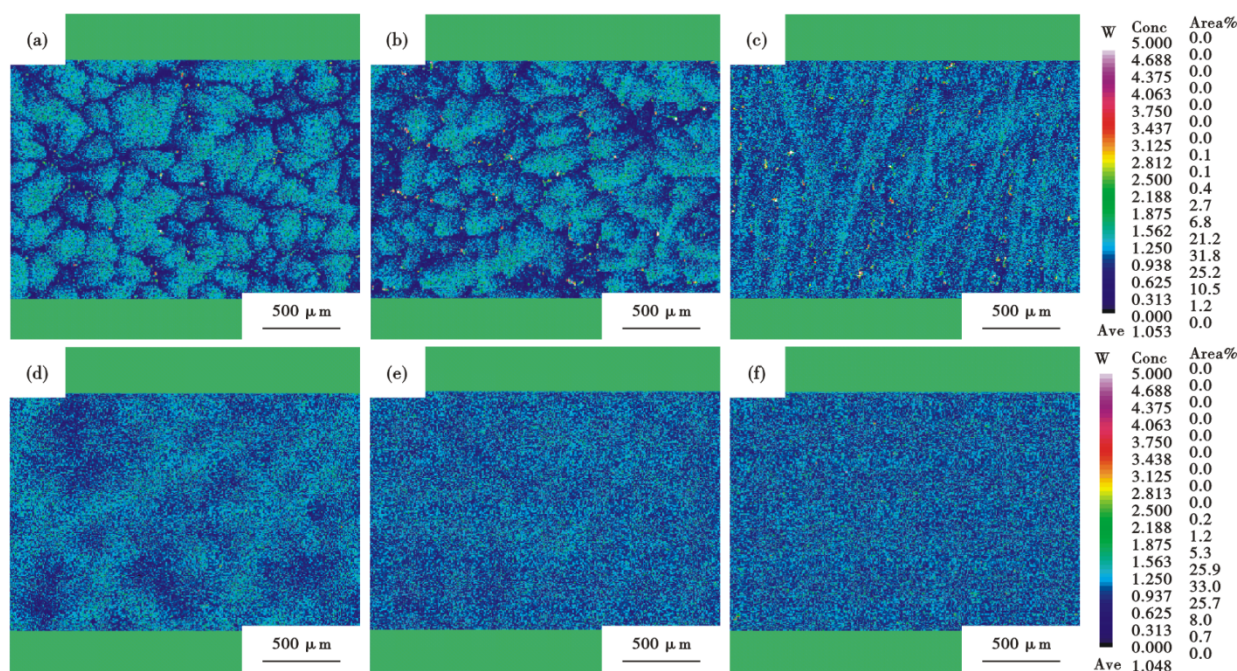 (a)
(b)
(c)
500 μm
500 μm
500 μm
W Conc Area%
5.000 0.0
4.688 0.0
4.375 0.0
4.063 0.0
3.750 0.0
3.437 0.0
3.125 0.0
2.812 0.1
2.500 0.1
2.188 0.4
1.875 2.7
1.562 6.8
1.250 21.2
0.938 31.8
0.625 25.2
0.313 10.5
0.000 1.2
Ave 1.053 0.0
(d)
(e)
(f)
500 μm
500 μm
500 μm
W Conc Area%
5.000 0.0
4.688 0.0
4.375 0.0
4.063 0.0
3.750 0.0
3.438 0.0
3.125 0.0
2.813 0.0
2.500 0.2
2.188 1.2
1.875 5.3
1.562 25.9
1.250 33.0
0.937 25.7
0.625 8.0
0.313 0.7
0.000 0.0
Ave 1.048